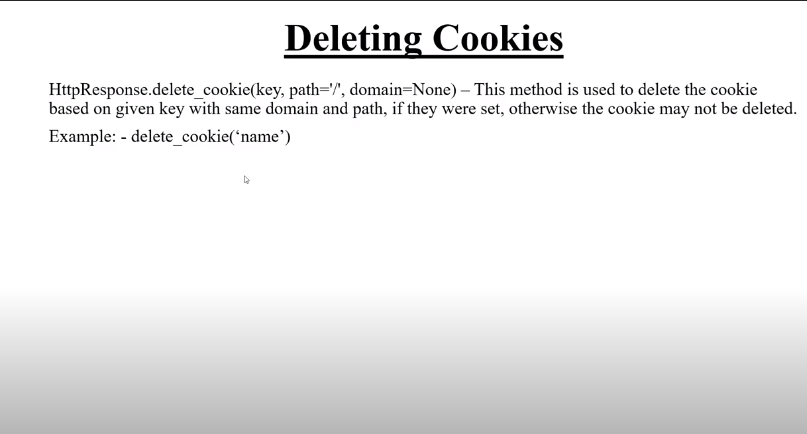 Deleting Cookies
HttpResponse.delete_cookie(key, path='/', domain=None) – This method is used to delete the cookie
based on given key with same domain and path, if they were set, otherwise the cookie may not be deleted.
Example: - delete_cookie(‘name’)